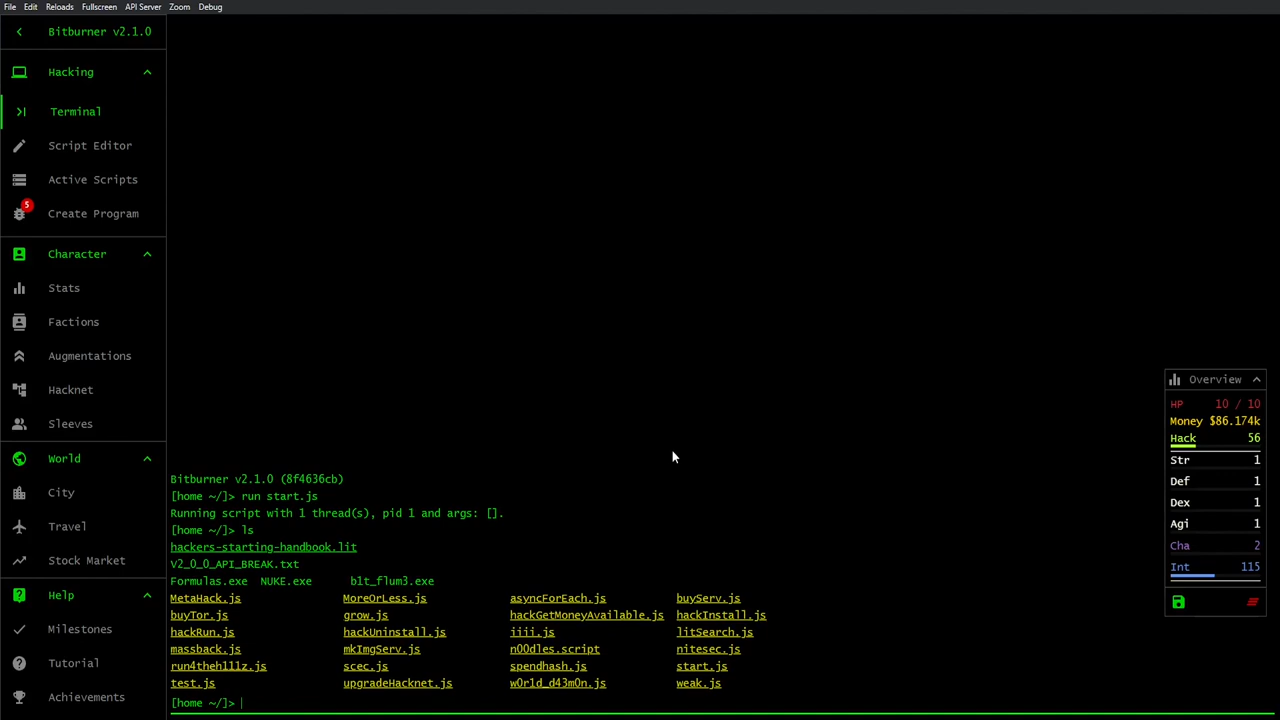 File Edit Reloads Fullscreen API Server Zoom Debug
Bitburner v2.1.0
Hacking
Terminal
Script Editor
Active Scripts
5
Create Program
Character
Stats
Factions
Augmentations
Hacknet
Sleeves
World
City
Travel
Stock Market
Help
Milestones
Tutorial
Achievements
Bitburner v2.1.0 (8f4636cb)
[home ~/]> run start.js
Running script with 1 thread(s), pid 1 and args: [].
[home ~/]> ls
hackers-starting-handbook.lit
v2_0_0_API_BREAK.txt
Formulas.exe NUKE.exe b1t_flum3.exe
MetaHack.js MoreOrLess.js asyncForEach.js buyServ.js
buyTor.js grow.js hackGetMoneyAvailable.js hackInstall.js
hackRun.js hackUninstall.js iiii.js litSearch.js
massback.js mkImgServ.js n00dles.script nitesec.js
run4theh111z.js scec.js spendhash.js start.js
test.js upgradeHacknet.js w0r1d_d43m0n.js weak.js
[home ~/]>
Overview
HP 10 / 10
Money $86.174k
Hack 56
Str 1
Def 1
Dex 1
Agi 1
Cha 2
Int 115